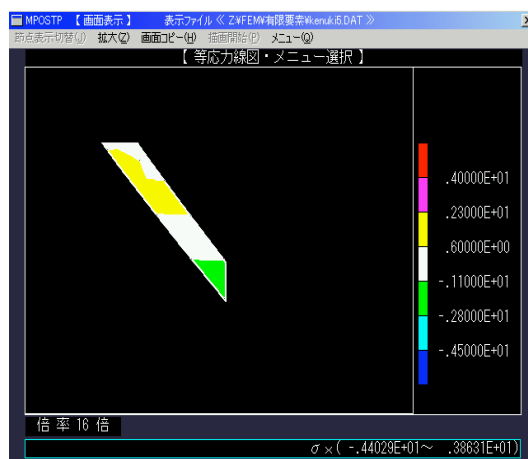 MPOSTP 【 画面表示 】 表示ファイル ≪ Z:¥FEM¥有限要素¥kenuki5.DAT ≫
節点表示切替(J) 拡大(Z) 画面コピー(H) 描画開始(P) メニュー(Q)
【 等応力線図・メニュー選択 】
.40000E+01
.23000E+01
.60000E+00
-.11000E+01
-.28000E+01
-.45000E+01
倍 率 16 倍
σx( -.44029E+01～ .38631E+01)